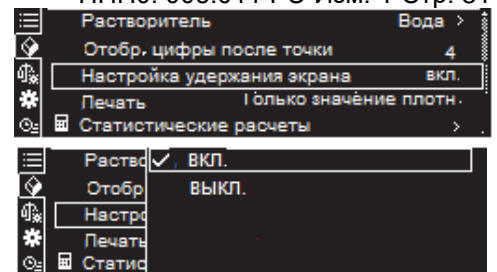 Растворитель Вода >
Отобр. цифры после точки 4
Настройка удержания экрана вкл.
Печать Только значение плотн.
Статистические расчеты >
Раство ✓ ВКЛ.
Отобр ВЫКЛ.
Настро
Печать
Статис